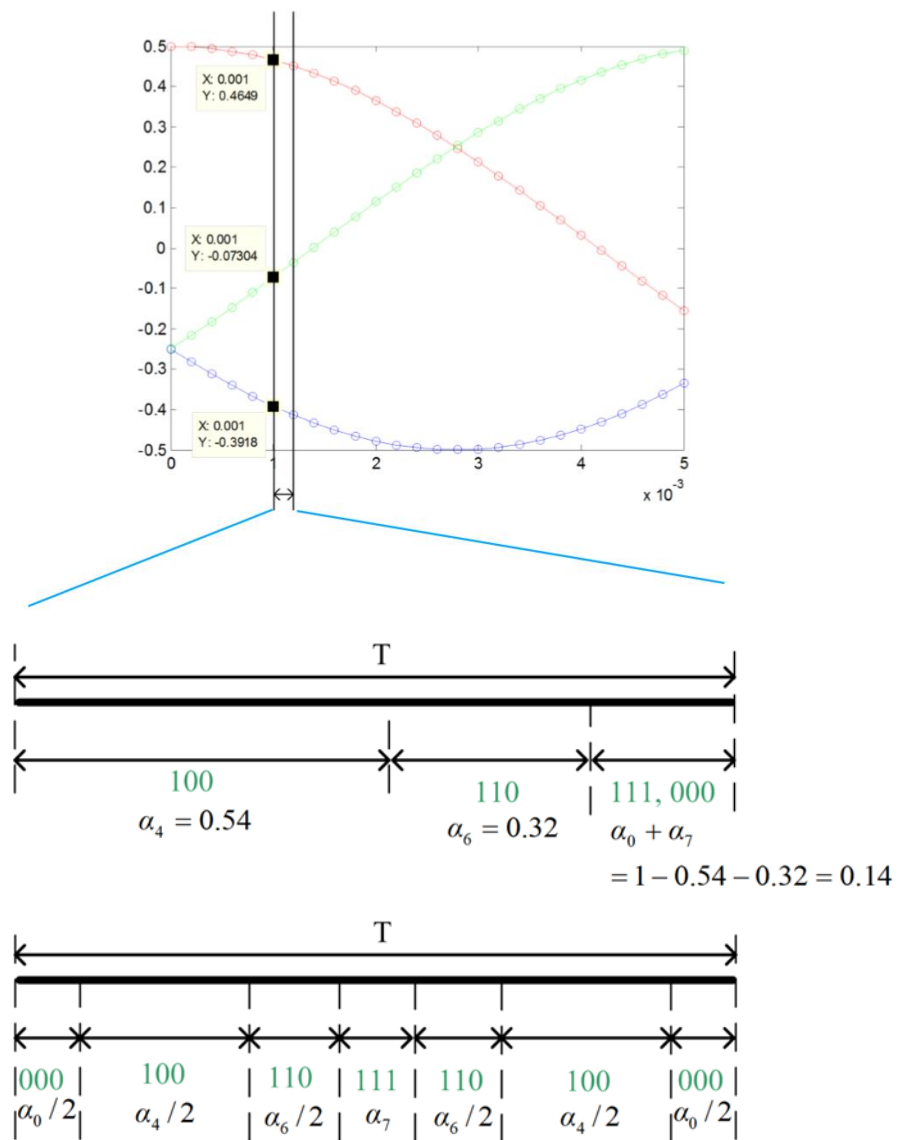 0.5
X: 0.001
Y: 0.4649
0.4
0.3
0.2
0.1
0
X: 0.001
Y: -0.07304
-0.1
-0.2
-0.3
-0.4
X: 0.001
Y: -0.3918
-0.5
0 1 2 3 4 5
x 10⁻³
T
100 110 111, 000
α₄ = 0.54 α₆ = 0.32 α₀ + α₇
= 1 − 0.54 − 0.32 = 0.14
T
000 100 110 111 110 100 000
α₀ / 2 α₄ / 2 α₆ / 2 α₇ α₆ / 2 α₄ / 2 α₀ / 2